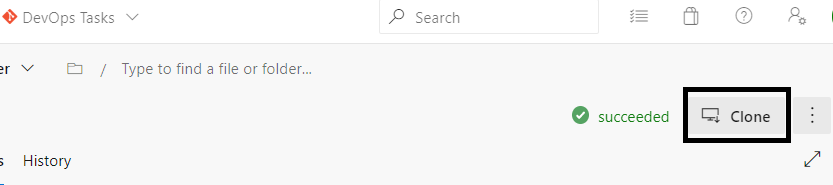 DevOps Tasks
Search
er
/ Type to find a file or folder...
succeeded
Clone
s
History